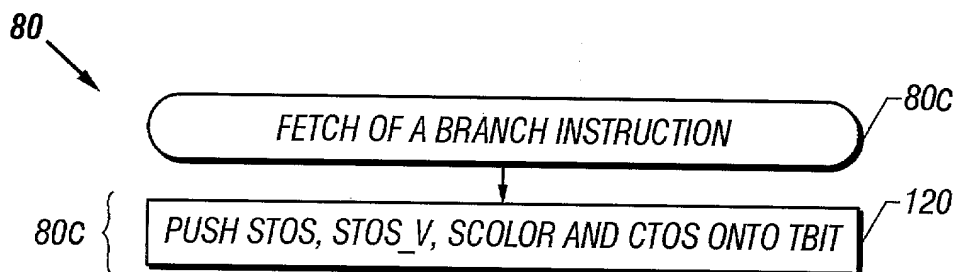 80
FETCH OF A BRANCH INSTRUCTION
80C
80C
PUSH STOS, STOS_V, SCOLOR AND CTOS ONTO TBIT
120